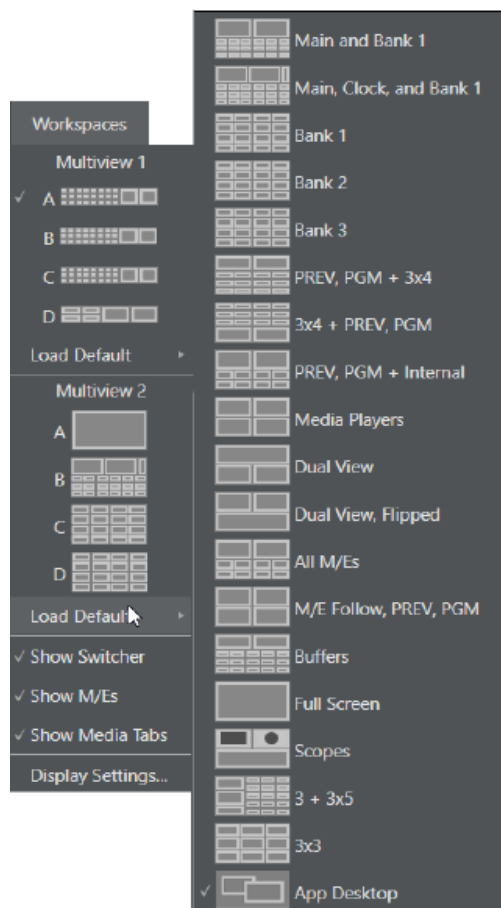 Workspaces
Multiview 1
A
B
C
D
Load Default
Multiview 2
A
B
C
D
Load Default
Show Switcher
Show M/Es
Show Media Tabs
Display Settings...
Main and Bank 1
Main, Clock, and Bank 1
Bank 1
Bank 2
Bank 3
PREV, PGM + 3x4
3x4 + PREV, PGM
PREV, PGM + Internal
Media Players
Dual View
Dual View, Flipped
All M/Es
M/E Follow, PREV, PGM
Buffers
Full Screen
Scopes
3 + 3x5
3x3
App Desktop